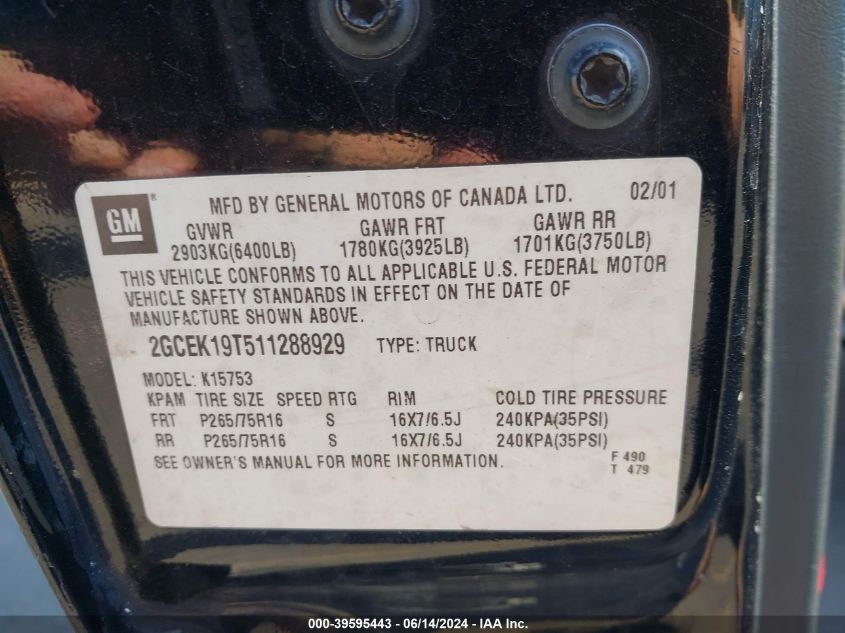 GM®
MFD BY GENERAL MOTORS OF CANADA LTD. 02/01
GVWR GAWR FRT GAWR RR
2903KG(6400LB) 1780KG(3925LB) 1701KG(3750LB)
THIS VEHICLE CONFORMS TO ALL APPLICABLE U.S. FEDERAL MOTOR
VEHICLE SAFETY STANDARDS IN EFFECT ON THE DATE OF
MANUFACTURE SHOWN ABOVE.
2GCEK19T511288929 TYPE: TRUCK
MODEL: K15753
KPAM TIRE SIZE SPEED RTG RIM COLD TIRE PRESSURE
FRT P265/75R16 S 16X7/6.5J 240KPA(35PSI)
RR P265/75R16 S 16X7/6.5J 240KPA(35PSI)
SEE OWNER'S MANUAL FOR MORE INFORMATION. F 490
T 479
000-39595443 - 06/14/2024 - IAA Inc.